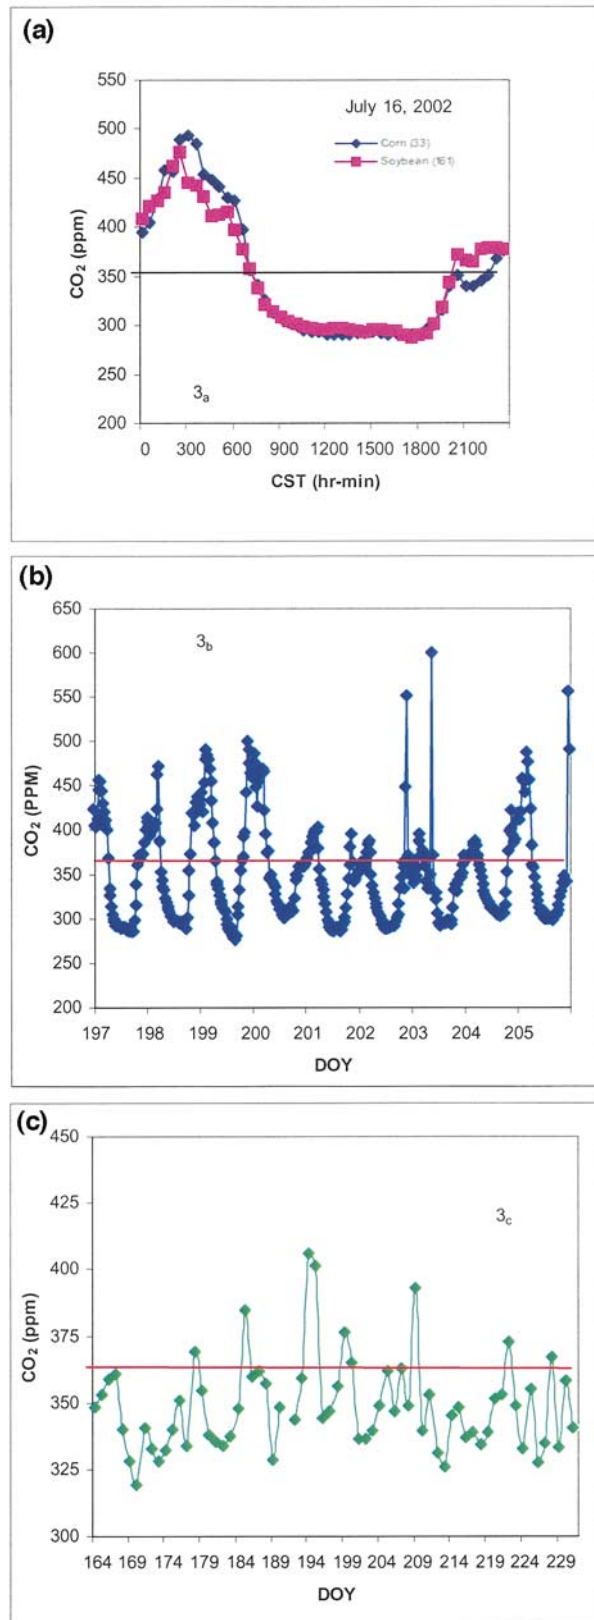 (a)
550
500
450
400
350
300
250
200
CO₂ (ppm)
July 16, 2002
Corn (33)
Soybean (161)
3a
0 300 600 900 1200 1500 1800 2100
CST (hr-min)
(b)
650
600
550
500
450
400
350
300
250
200
CO₂ (PPM)
3b
197 198 199 200 201 202 203 204 205
DOY
(c)
450
425
400
375
350
325
300
CO₂ (ppm)
3c
164 169 174 179 184 189 194 199 204 209 214 219 224 229
DOY